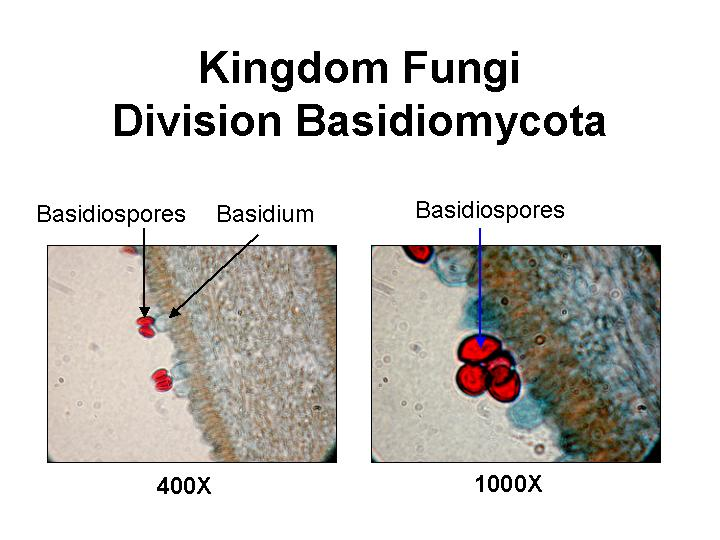 Kingdom Fungi
Division Basidiomycota
Basidiospores Basidium
Basidiospores
400X
1000X